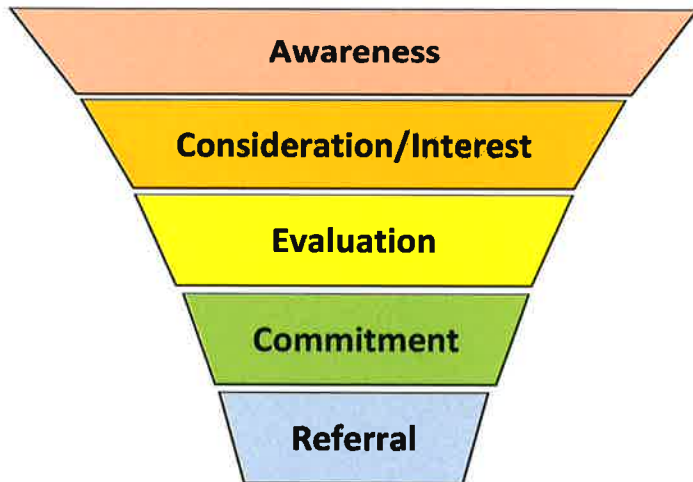 Awareness
Consideration/Interest
Evaluation
Commitment
Referral